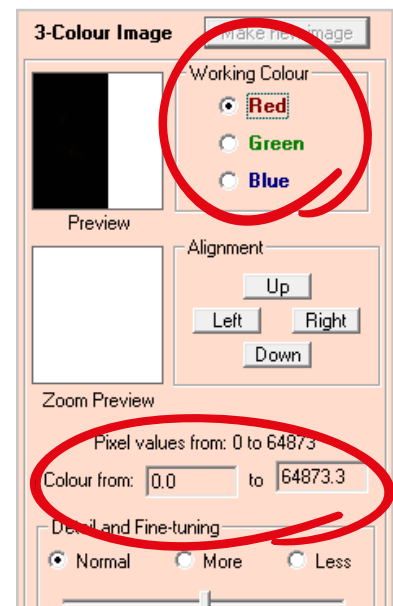 3-Colour Image Make new image
Working Colour
Red
Green
Blue
Preview
Alignment
Up
Left Right
Down
Zoom Preview
Pixel values from: 0 to 64873
Colour from: 0.0 to 64873.3
Detail and Fine-tuning
Normal More Less